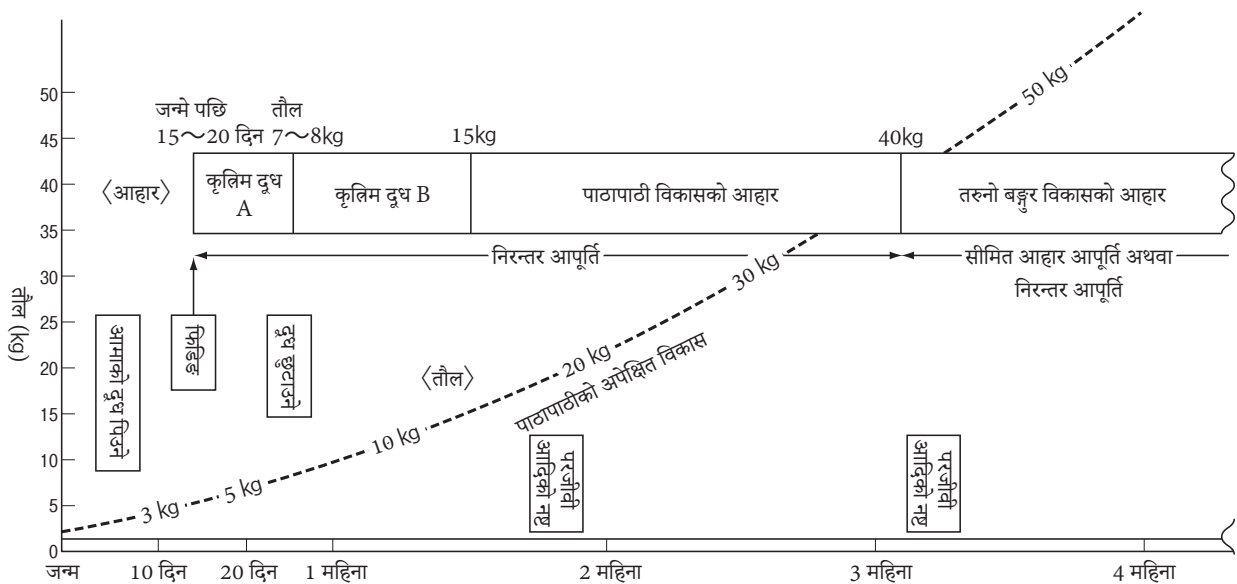 50
45
40
35
30
25
20
15
10
5
0
तौल (kg)
जन्मे पछि
15～20 दिन
तौल
7～8kg
15kg
40kg
〈आहार〉
कृत्रिम दूध
A
कृत्रिम दूध B
पाठापाठी विकासको आहार
तरुनो बङ्गुर विकासको आहार
निरन्तर आपूर्ति
सीमित आहार आपूर्ति अथवा
निरन्तर आपूर्ति
आमाको दूध पिउने
फिडिङ
दूध छुटाउने
〈तौल〉
3 kg
5 kg
10 kg
20 kg
30 kg
50 kg
पाठापाठीको अपेक्षित विकास
परजीवी
आदिको नष्ट
परजीवी
आदिको नष्ट
जन्म
10 दिन
20 दिन
1 महिना
2 महिना
3 महिना
4 महिना